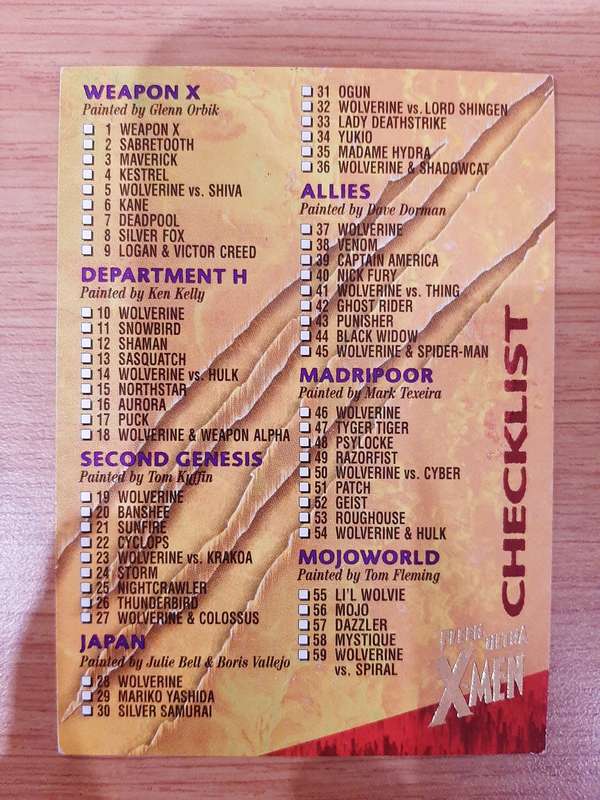 WEAPON X
Painted by Glenn Orbik
1 WEAPON X
2 SABRETOOTH
3 MAVERICK
4 KESTREL
5 WOLVERINE vs. SHIVA
6 KANE
7 DEADPOOL
8 SILVER FOX
9 LOGAN & VICTOR CREED
DEPARTMENT H
Painted by Ken Kelly
10 WOLVERINE
11 SNOWBIRD
12 SHAMAN
13 SASQUATCH
14 WOLVERINE vs. HULK
15 NORTHSTAR
16 AURORA
17 PUCK
18 WOLVERINE & WEAPON ALPHA
SECOND GENESIS
Painted by Tom Kyffin
19 WOLVERINE
20 BANSHEE
21 SUNFIRE
22 CYCLOPS
23 WOLVERINE vs. KRAKOA
24 STORM
25 NIGHTCRAWLER
26 THUNDERBIRD
27 WOLVERINE & COLOSSUS
JAPAN
Painted by Julie Bell & Boris Vallejo
28 WOLVERINE
29 MARIKO YASHIDA
30 SILVER SAMURAI
31 OGUN
32 WOLVERINE vs. LORD SHINGEN
33 LADY DEATHSTRIKE
34 YUKIO
35 MADAME HYDRA
36 WOLVERINE & SHADOWCAT
ALLIES
Painted by Dave Dorman
37 WOLVERINE
38 VENOM
39 CAPTAIN AMERICA
40 NICK FURY
41 WOLVERINE vs. THING
42 GHOST RIDER
43 PUNISHER
44 BLACK WIDOW
45 WOLVERINE & SPIDER-MAN
MADRIPOOR
Painted by Mark Texeira
46 WOLVERINE
47 TYGER TIGER
48 PSYLOCKE
49 RAZORFIST
50 WOLVERINE vs. CYBER
51 PATCH
52 GEIST
53 ROUGHOUSE
54 WOLVERINE & HULK
MOJOWORLD
Painted by Tom Fleming
55 LI'L WOLVIE
56 MOJO
57 DAZZLER
58 MYSTIQUE
59 WOLVERINE
vs. SPIRAL
CHECKLIST
FLEER ULTRA
X-MEN